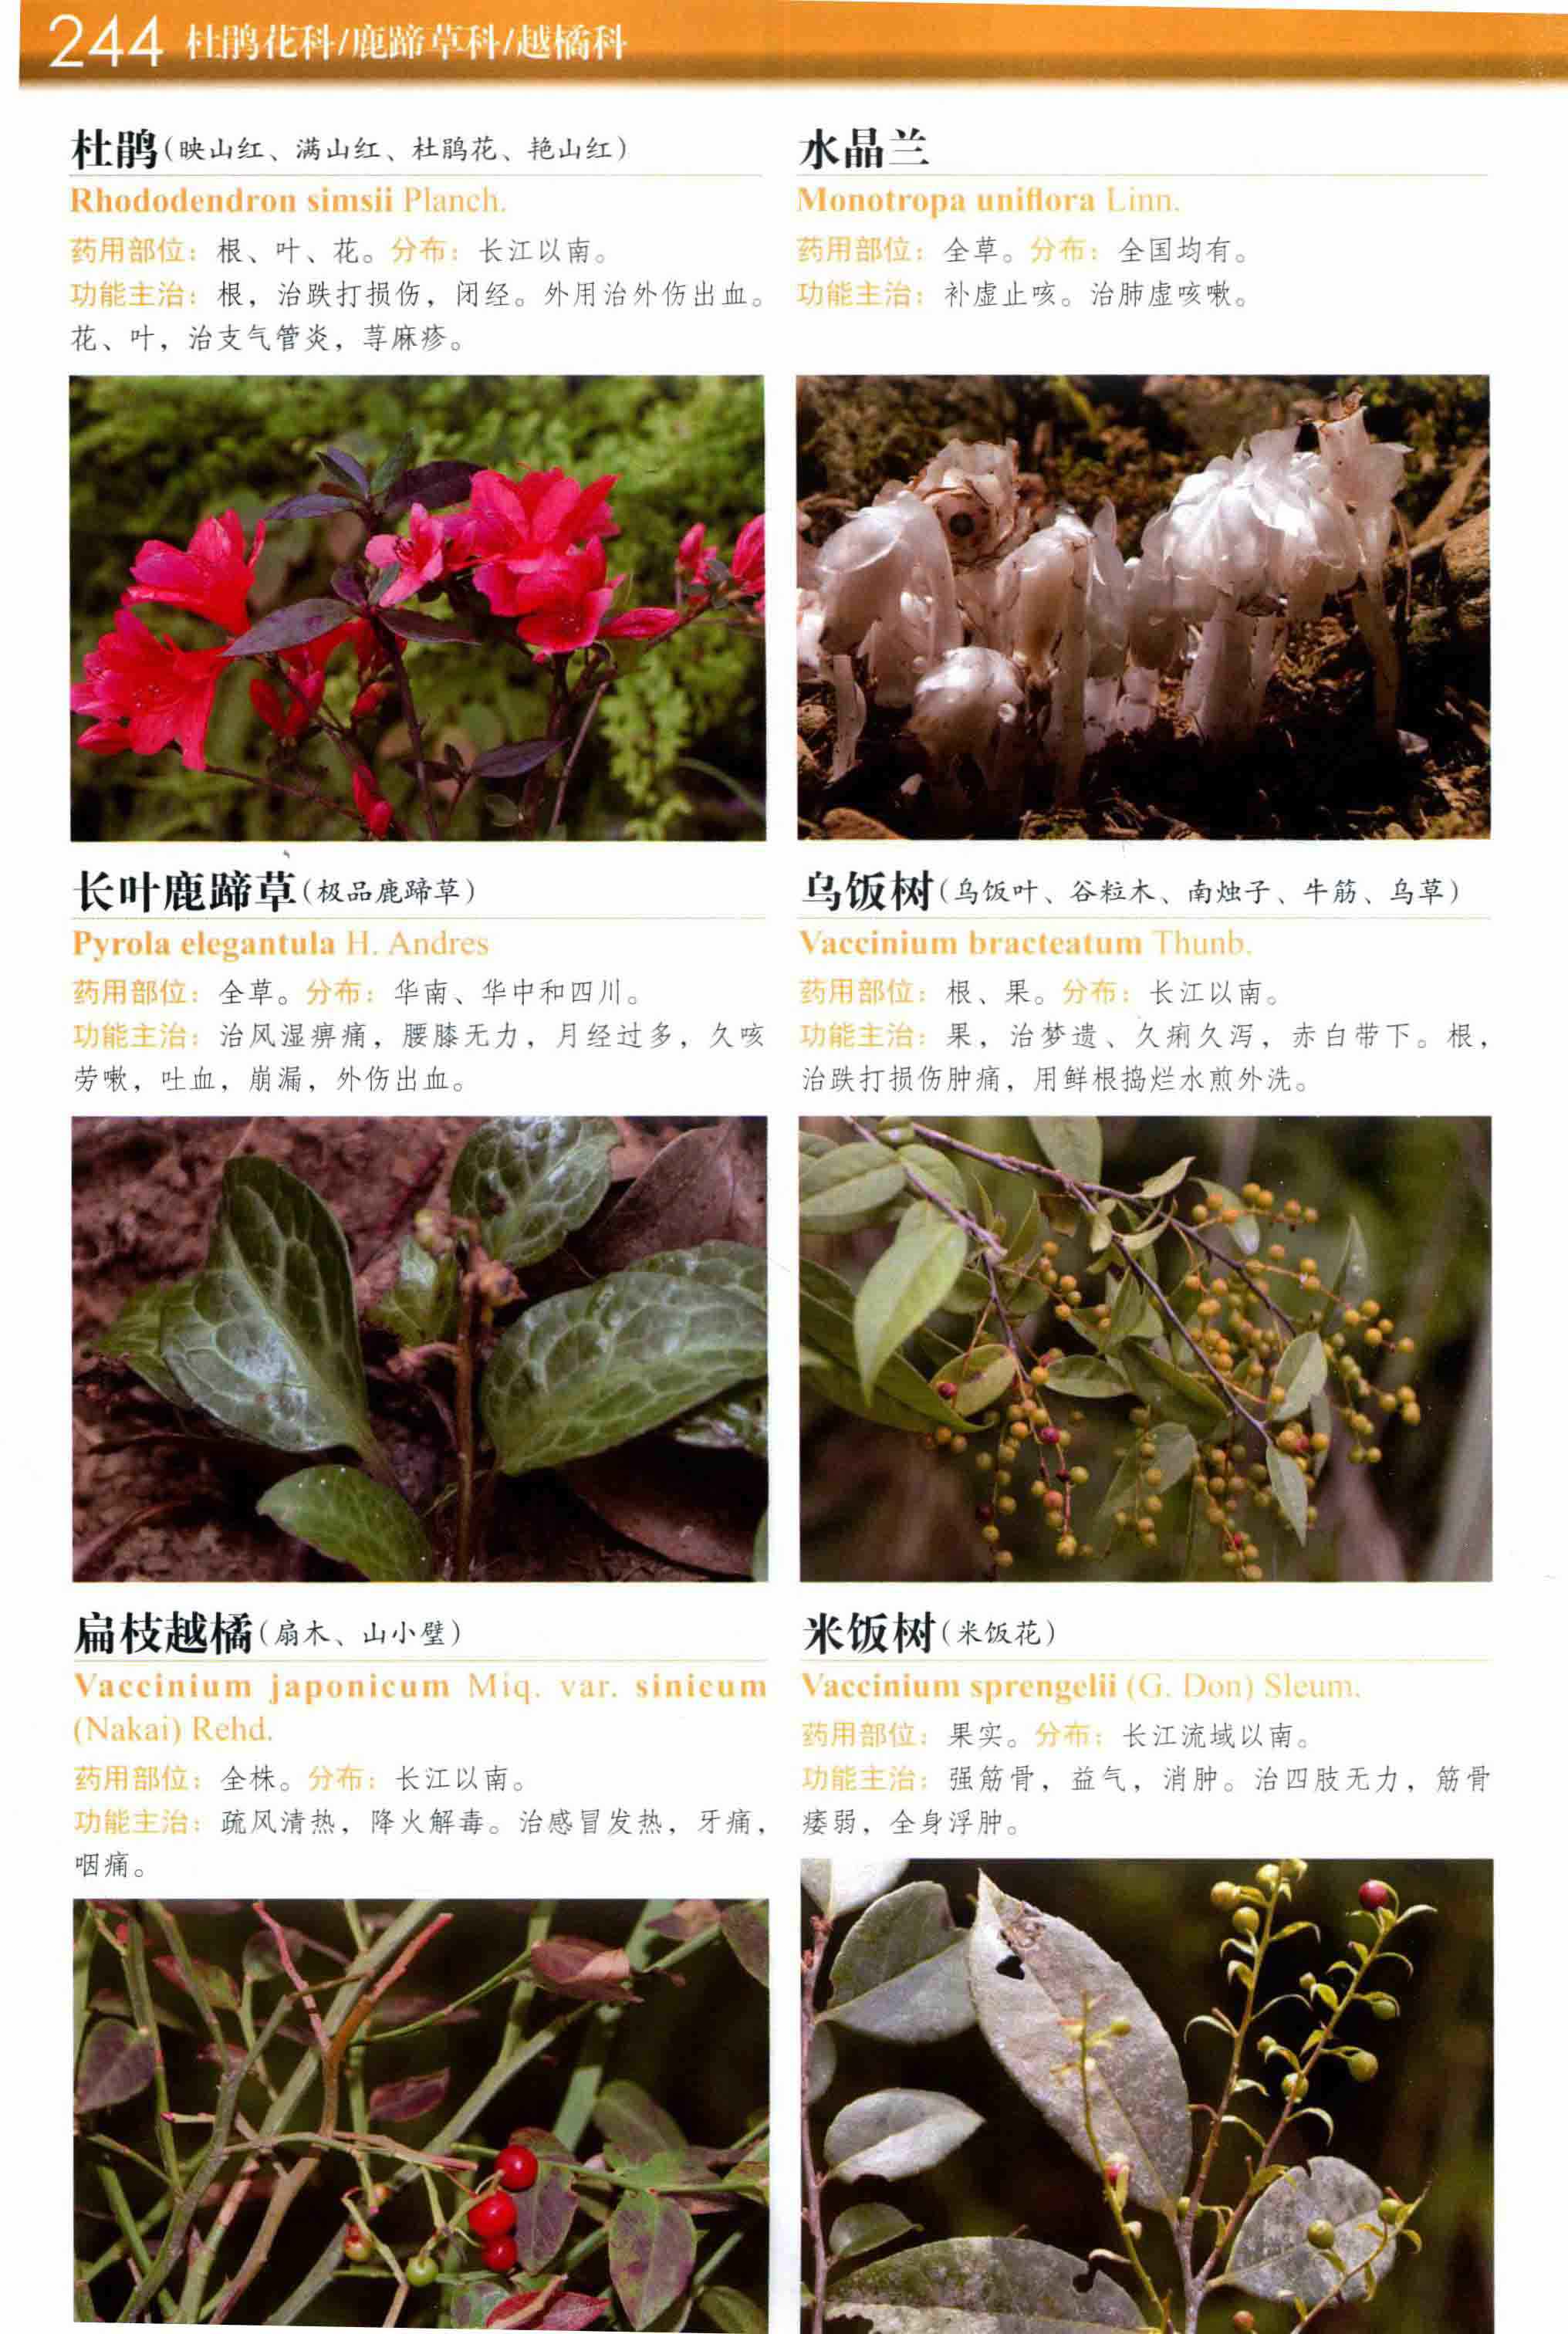 244 杜鹃花科/鹿蹄草科/越橘科
杜鹃(映山红、满山红、杜鹃花、艳山红)
Rhododendron simsii Planch.
药用部位：根、叶、花。分布：长江以南。
功能主治：根，治跌打损伤，闭经。外用治外伤出血。
花、叶，治支气管炎，荨麻疹。
水晶兰
Monotropa uniflora Linn.
药用部位：全草。分布：全国均有。
功能主治：补虚止咳。治肺虚咳嗽。
长叶鹿蹄草(极品鹿蹄草)
Pyrola elegantula H. Andres
药用部位：全草。分布：华南、华中和四川。
功能主治：治风湿痹痛，腰膝无力，月经过多，久咳
劳嗽，吐血，崩漏，外伤出血。
乌饭树(乌饭叶、谷粒木、南烛子、牛筋、乌草)
Vaccinium bracteatum Thunb.
药用部位：根、果。分布：长江以南。
功能主治：果，治梦遗、久痢久泻，赤白带下。根，
治跌打损伤肿痛，用鲜根捣烂水煎外洗。
扁枝越橘(扇木、山小璧)
Vaccinium japonicum Miq. var. sinicum
(Nakai) Rehd.
药用部位：全株。分布：长江以南。
功能主治：疏风清热，降火解毒。治感冒发热，牙痛，
咽痛。
米饭树(米饭花)
Vaccinium sprengelii (G. Don) Sleum.
药用部位：果实。分布：长江流域以南。
功能主治：强筋骨，益气，消肿。治四肢无力，筋骨
痿弱，全身浮肿。